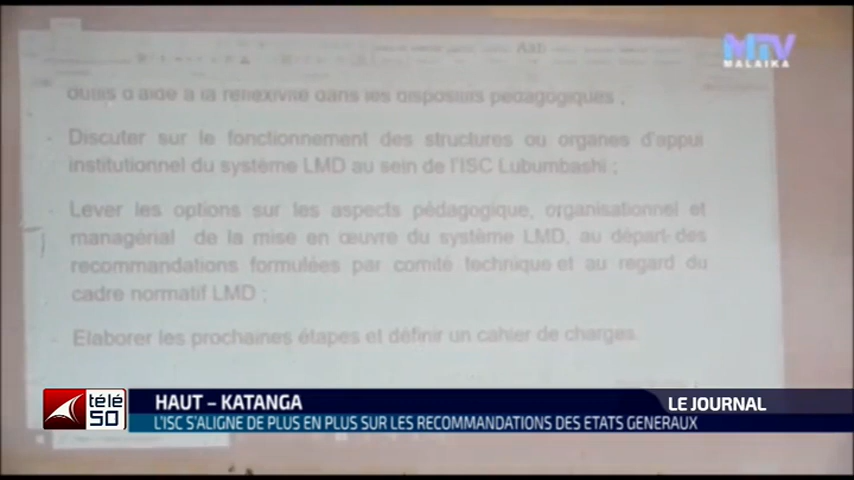 MTV
MALAIKA
outils d'aide à la réflexivité dans les dispositifs pédagogiques ;
- Discuter sur le fonctionnement des structures ou organes d'appui
institutionnel du système LMD au sein de l'ISC Lubumbashi ;
- Lever les options sur les aspects pédagogique, organisationnel et
managérial de la mise en œuvre du système LMD, au départ des
recommandations formulées par comité technique et au regard du
cadre normatif LMD ;
- Elaborer les prochaines étapes et définir un cahier de charges.
télé
50
HAUT – KATANGA
LE JOURNAL
L'ISC S'ALIGNE DE PLUS EN PLUS SUR LES RECOMMANDATIONS DES ETATS GENERAUX